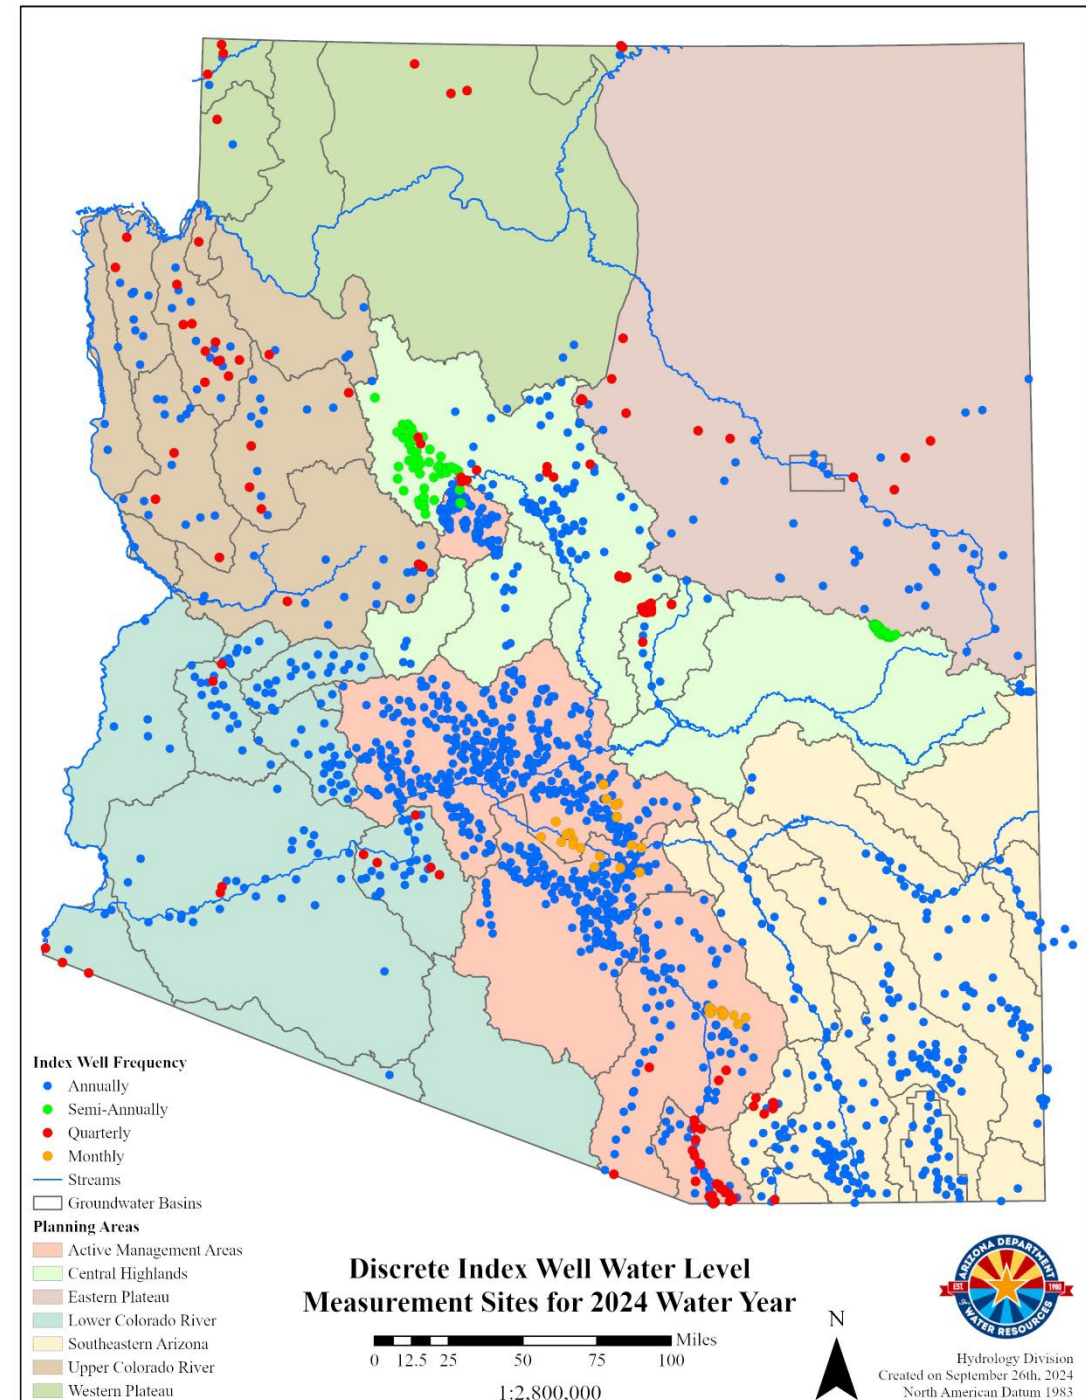 Index Well Frequency
Annually
Semi-Annually
Quarterly
Monthly
Streams
Groundwater Basins
Planning Areas
Active Management Areas
Central Highlands
Eastern Plateau
Lower Colorado River
Southeastern Arizona
Upper Colorado River
Western Plateau
Discrete Index Well Water Level
Measurement Sites for 2024 Water Year
Miles
0 12.5 25 50 75 100
1:2,800,000
N
ARIZONA DEPARTMENT
EST. 1980
of WATER RESOURCES
Hydrology Division
Created on September 26th, 2024
North American Datum 1983